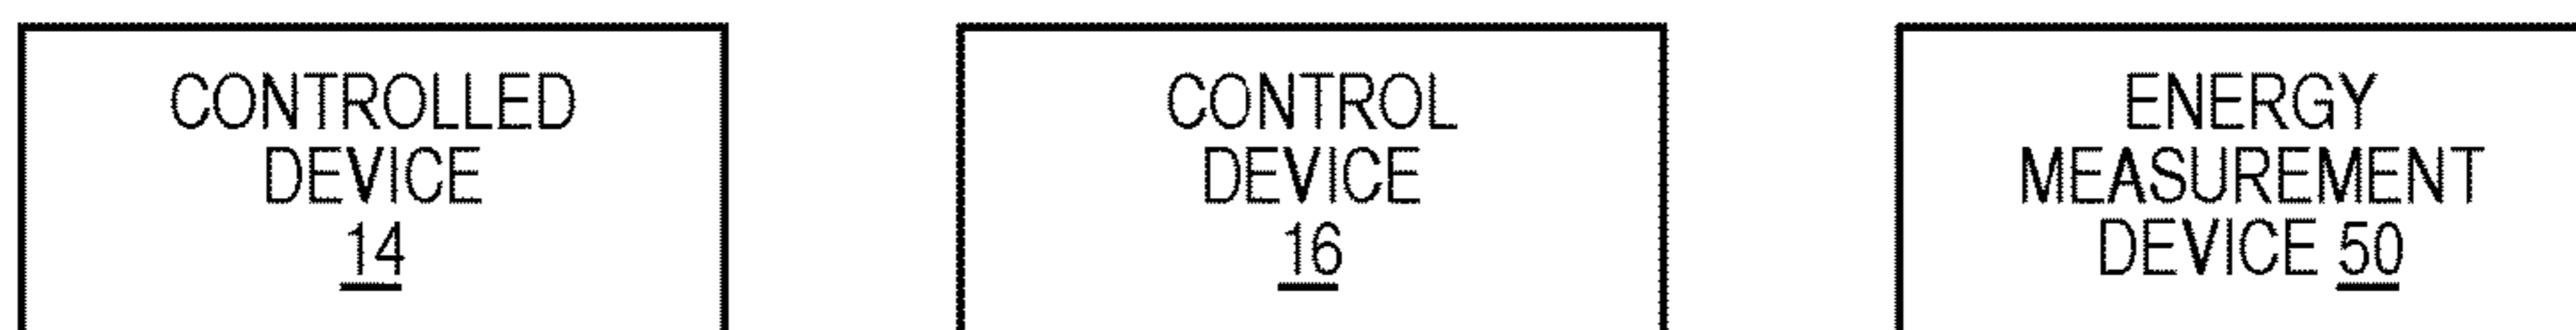 CONTROLLED
DEVICE
14
CONTROL
DEVICE
16
ENERGY
MEASUREMENT
DEVICE 50